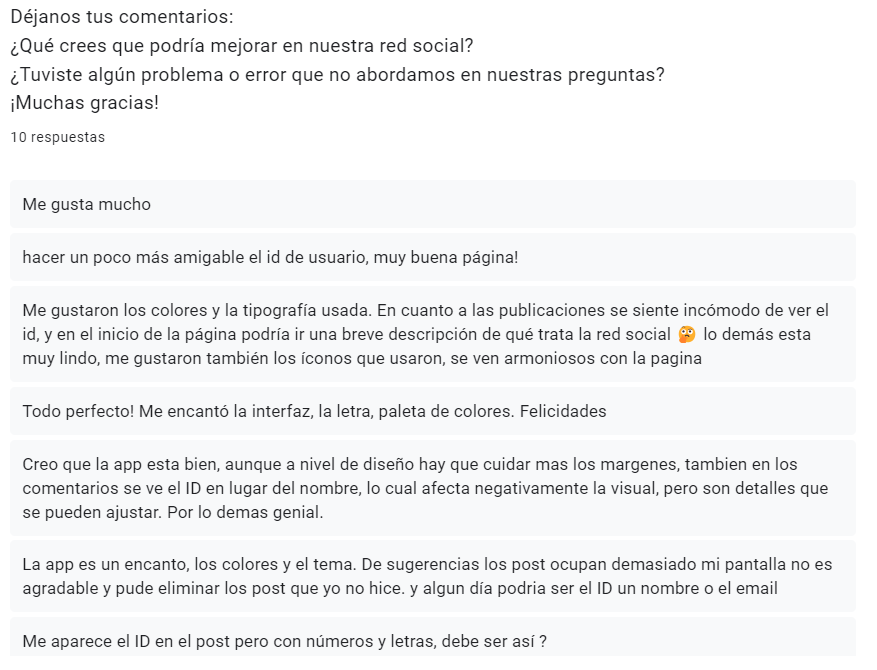 Déjanos tus comentarios:
¿Qué crees que podría mejorar en nuestra red social?
¿Tuviste algún problema o error que no abordamos en nuestras preguntas?
¡Muchas gracias!
10 respuestas
Me gusta mucho
hacer un poco más amigable el id de usuario, muy buena página!
Me gustaron los colores y la tipografía usada. En cuanto a las publicaciones se siente incómodo de ver el
id, y en el inicio de la página podría ir una breve descripción de qué trata la red social 🤔 lo demás esta
muy lindo, me gustaron también los íconos que usaron, se ven armoniosos con la pagina
Todo perfecto! Me encantó la interfaz, la letra, paleta de colores. Felicidades
Creo que la app esta bien, aunque a nivel de diseño hay que cuidar mas los margenes, tambien en los
comentarios se ve el ID en lugar del nombre, lo cual afecta negativamente la visual, pero son detalles que
se pueden ajustar. Por lo demas genial.
La app es un encanto, los colores y el tema. De sugerencias los post ocupan demasiado mi pantalla no es
agradable y pude eliminar los post que yo no hice. y algun día podria ser el ID un nombre o el email
Me aparece el ID en el post pero con números y letras, debe ser así ?